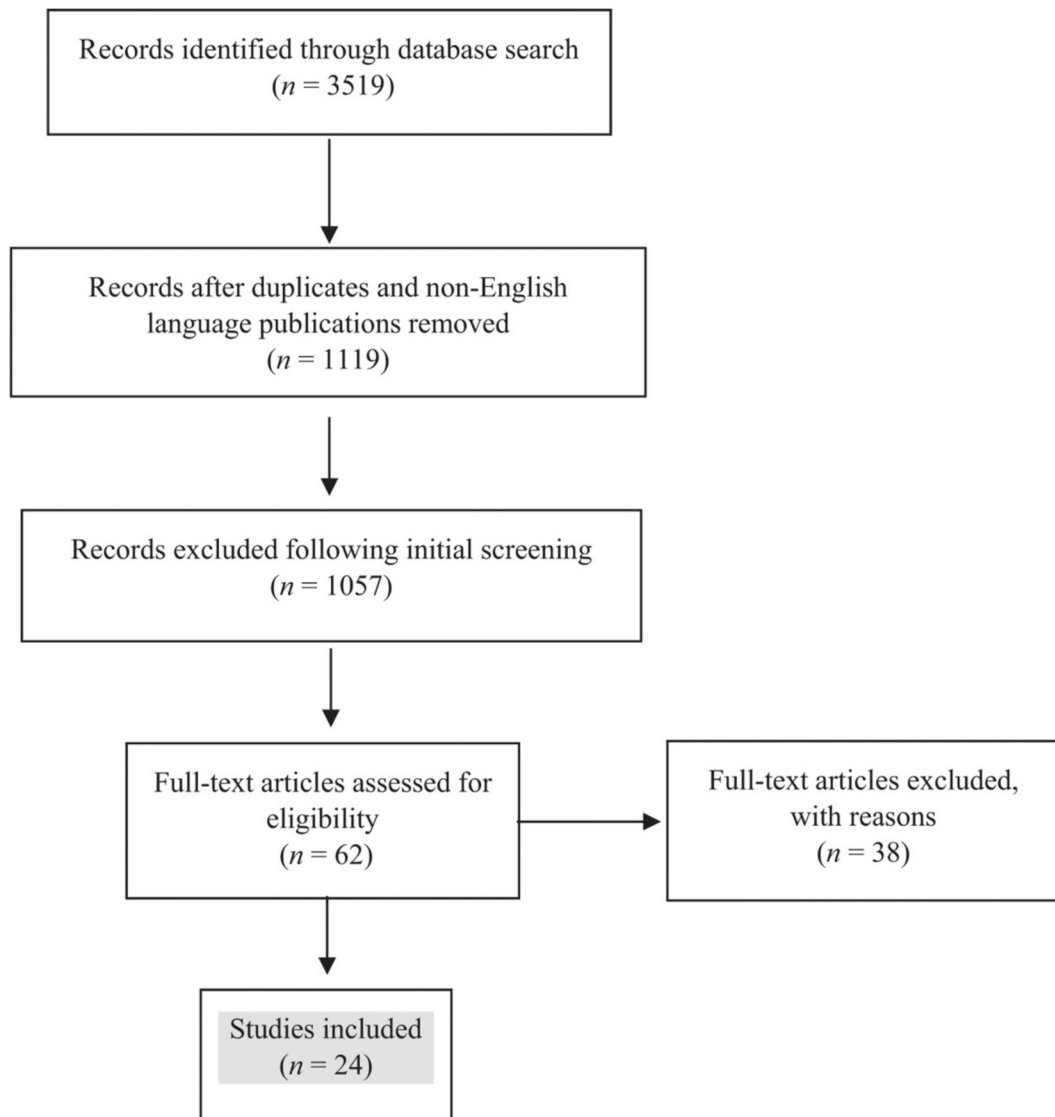 Records identified through database search
(n = 3519)
Records after duplicates and non-English
language publications removed
(n = 1119)
Records excluded following initial screening
(n = 1057)
Full-text articles assessed for
eligibility
(n = 62)
Full-text articles excluded,
with reasons
(n = 38)
Studies included
(n = 24)